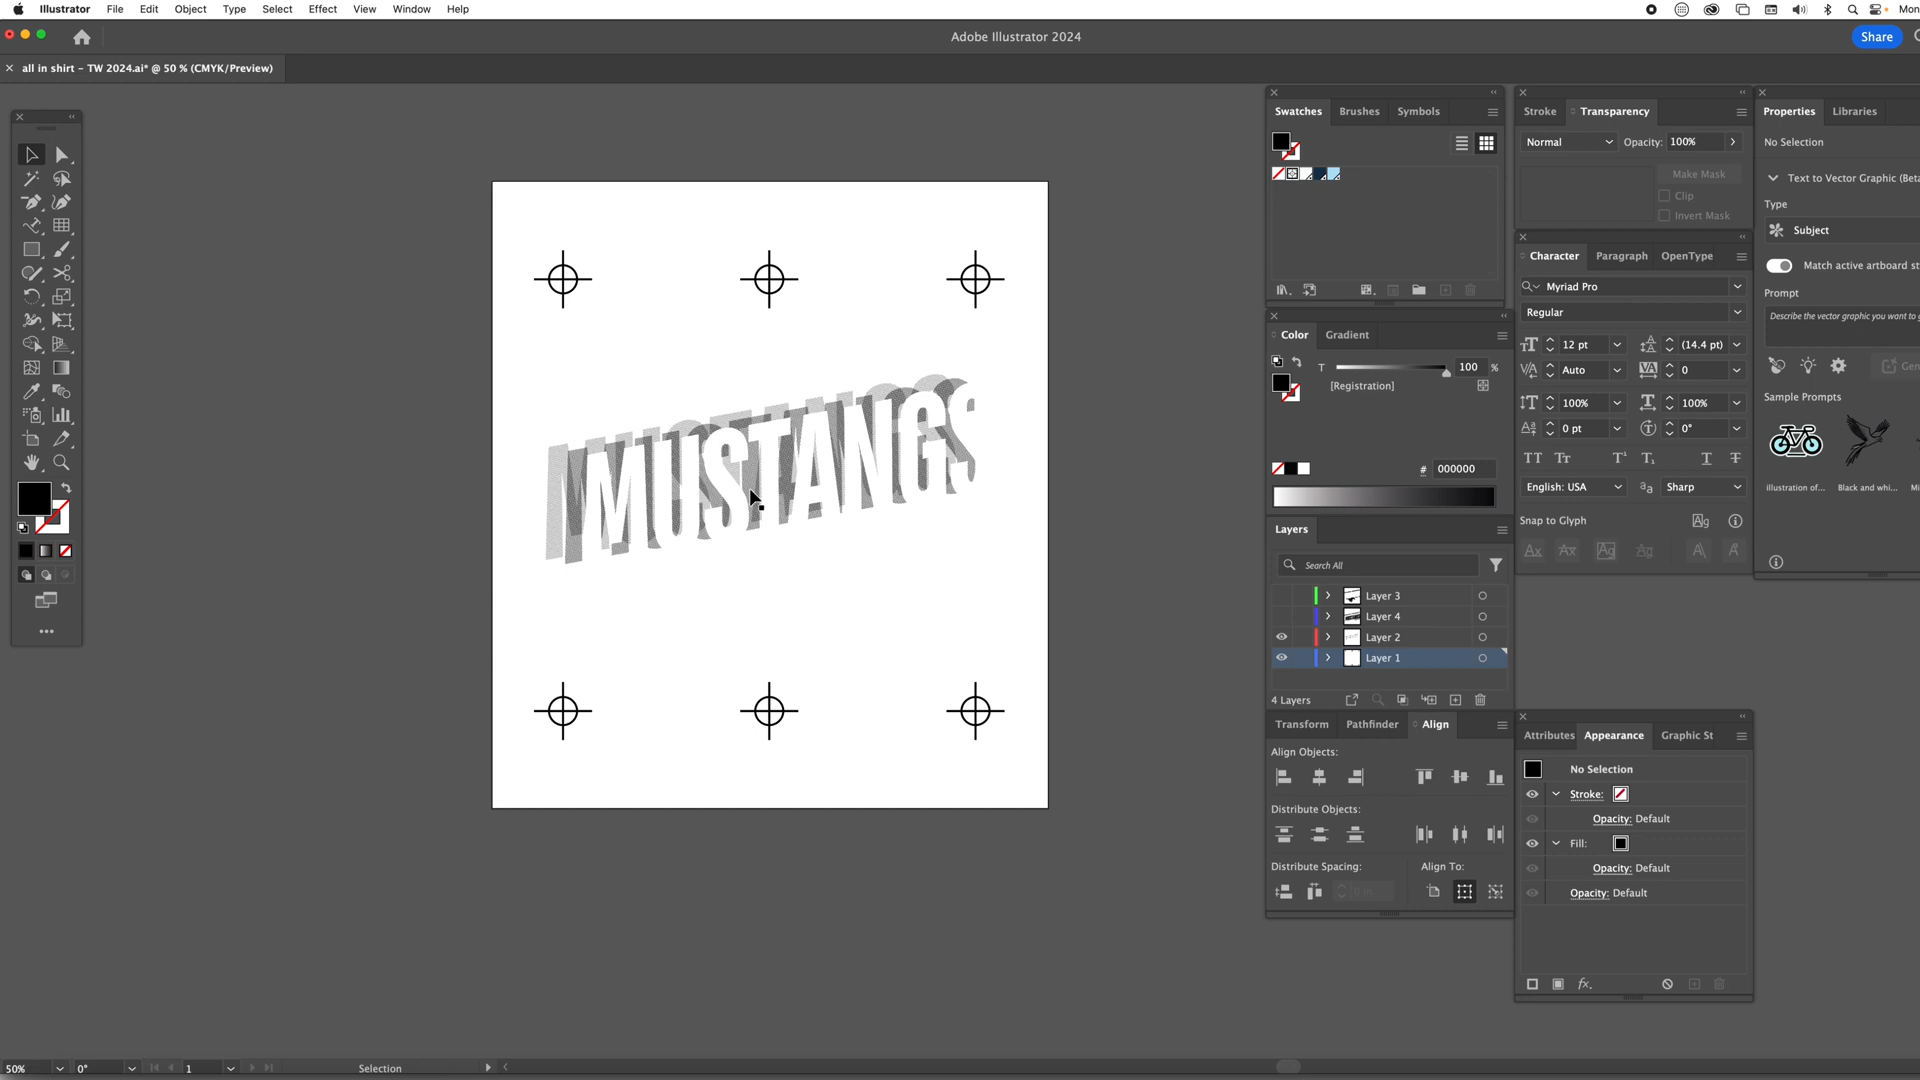 Illustrator File Edit Object Type Select Effect View Window Help Mon
Adobe Illustrator 2024
Share
all in shirt – TW 2024.ai* @ 50 % (CMYK/Preview)
MUSTANGS
Swatches Brushes Symbols
Color Gradient
T 100 %
[Registration]
# 000000
Layers
Search All
Layer 3
Layer 4
Layer 2
Layer 1
4 Layers
Transform Pathfinder Align
Align Objects:
Distribute Objects:
Distribute Spacing: Align To:
0 in
Stroke Transparency
Normal Opacity: 100%
Make Mask
Clip
Invert Mask
Character Paragraph OpenType
Myriad Pro
Regular
12 pt (14.4 pt)
Auto 0
100% 100%
0 pt 0°
English: USA Sharp
Snap to Glyph
Attributes Appearance Graphic St
No Selection
Stroke:
Opacity: Default
Fill:
Opacity: Default
Opacity: Default
Properties Libraries
No Selection
Text to Vector Graphic (Beta
Type
Subject
Match active artboard st
Prompt
Describe the vector graphic you want to g
Gen
Sample Prompts
illustration of... Black and whi... Mi
50% 0° 1 Selection